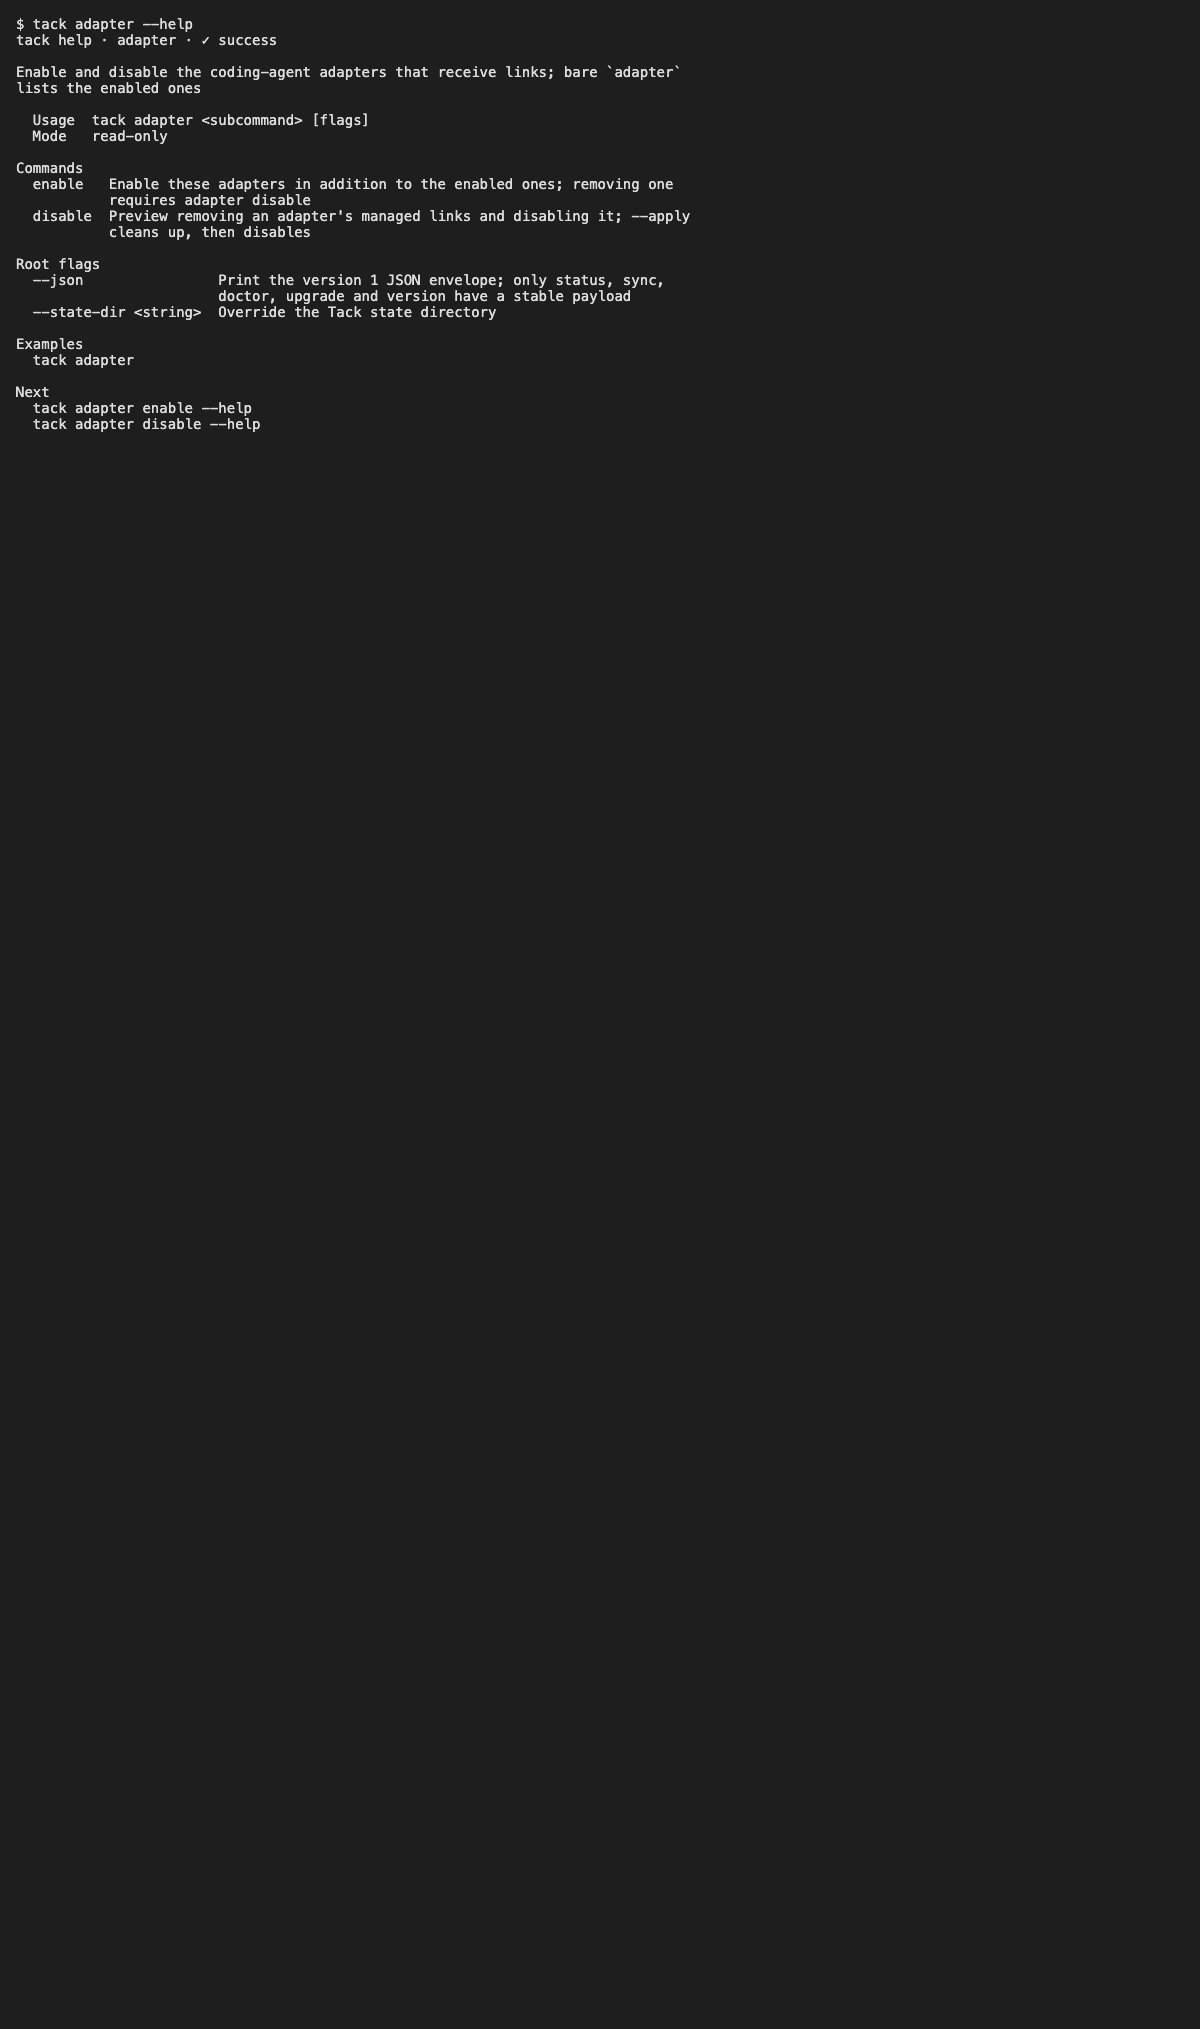 $ tack adapter --help
tack help · adapter · ✓ success

Enable and disable the coding-agent adapters that receive links; bare `adapter`
lists the enabled ones

  Usage  tack adapter <subcommand> [flags]
  Mode   read-only

Commands
  enable   Enable these adapters in addition to the enabled ones; removing one
           requires adapter disable
  disable  Preview removing an adapter's managed links and disabling it; --apply
           cleans up, then disables

Root flags
  --json                Print the version 1 JSON envelope; only status, sync,
                        doctor, upgrade and version have a stable payload
  --state-dir <string>  Override the Tack state directory

Examples
  tack adapter

Next
  tack adapter enable --help
  tack adapter disable --help